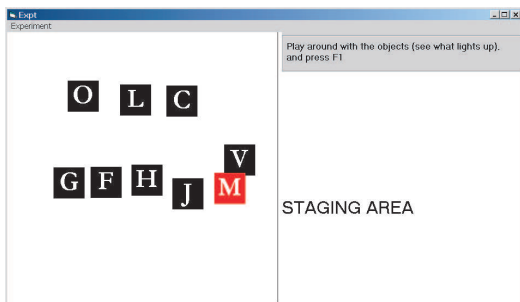 Expt
Experiment
Play around with the objects (see what lights up),
and press F1
O L C
V
G F H J M
STAGING AREA